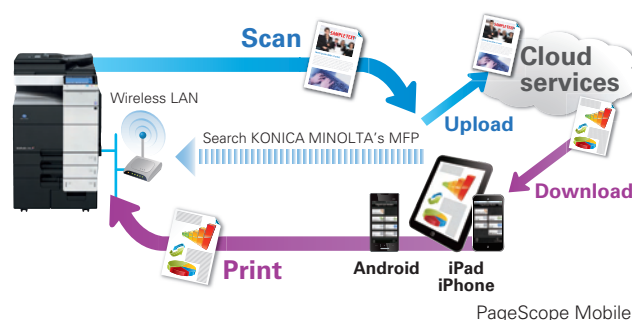 Scan
Cloud
services
Wireless LAN
Search KONICA MINOLTA's MFP
Upload
Download
Print
Android
iPad
iPhone
PageScope Mobile